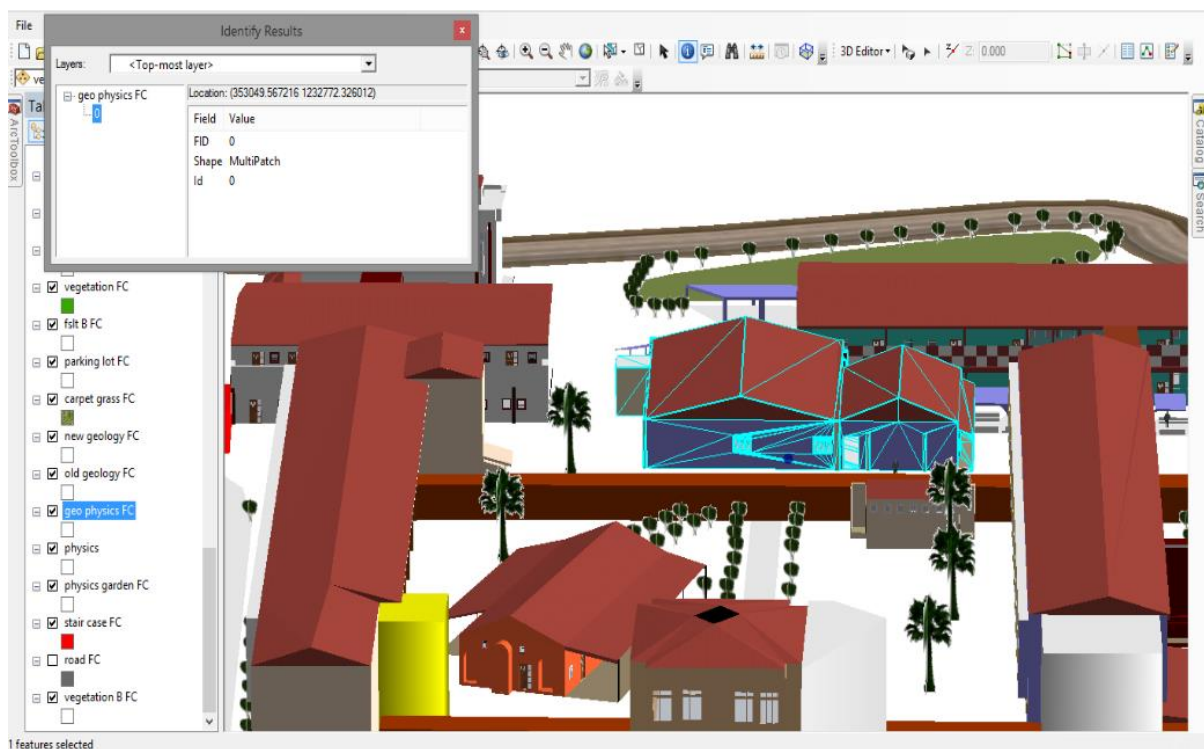 File
Identify Results
x
Layers: <Top-most layer>
3D Editor
Z: 0.000
geo physics FC
0
Location: (353049.567216 1232772.326012)
Field Value
FID 0
Shape MultiPatch
Id 0
ArcToolbox
Catalog
Search
vegetation FC
fslt B FC
parking lot FC
carpet grass FC
new geology FC
old geology FC
geo physics FC
physics
physics garden FC
stair case FC
road FC
vegetation B FC
1 features selected